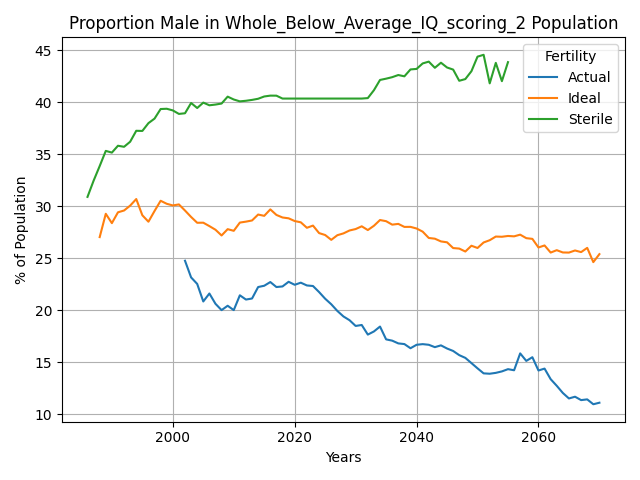 Proportion Male in Whole_Below_Average_IQ_scoring_2 Population
Fertility
Actual
Ideal
Sterile
% of Population
45
40
35
30
25
20
15
10
2000
2020
2040
2060
Years